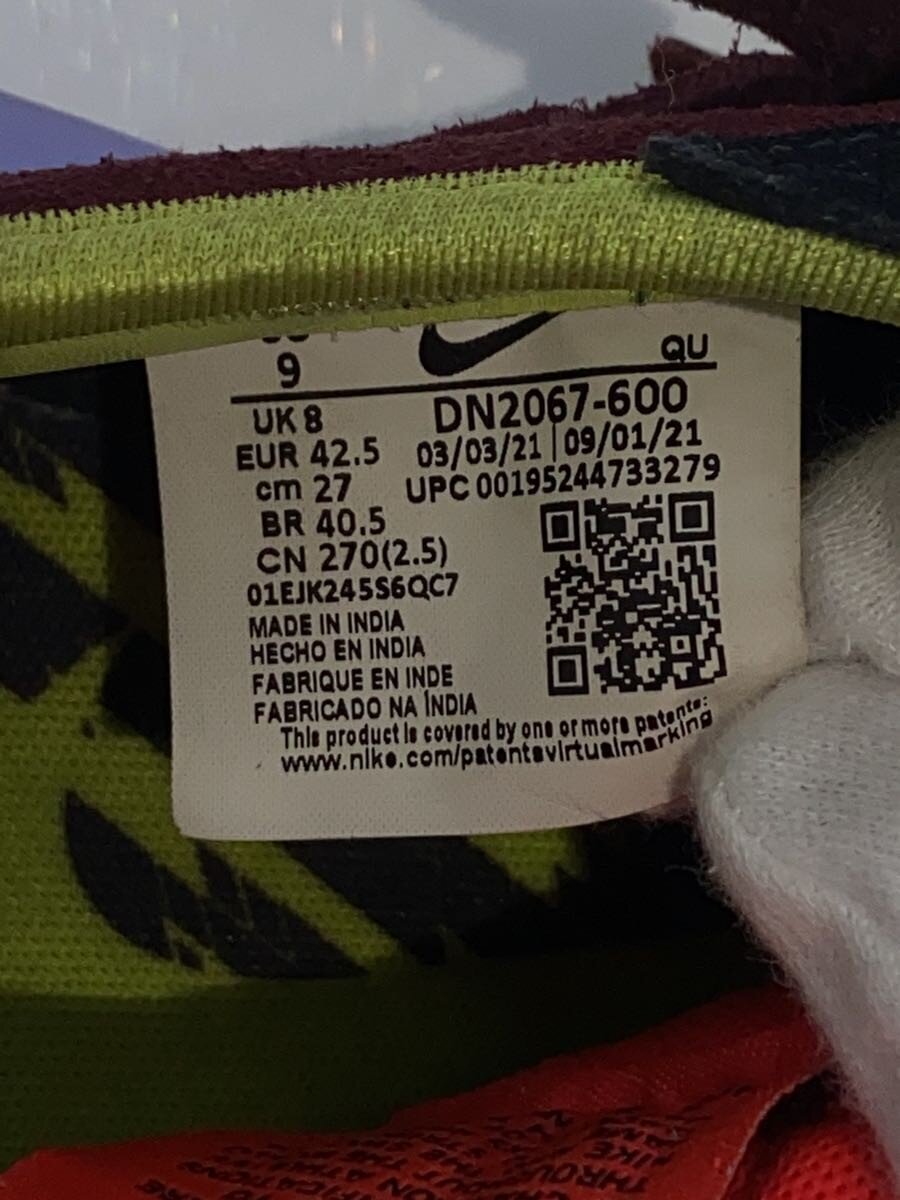 9
QU
UK 8
DN2067-600
EUR 42.5
03/03/21 | 09/01/21
cm 27
UPC 00195244733279
BR 40.5
CN 270(2.5)
01EJK245S6QC7
MADE IN INDIA
HECHO EN INDIA
FABRIQUE EN INDE
FABRICADO NA ÍNDIA
This product is covered by one or more patents:
www.nike.com/patentsvirtualmarking